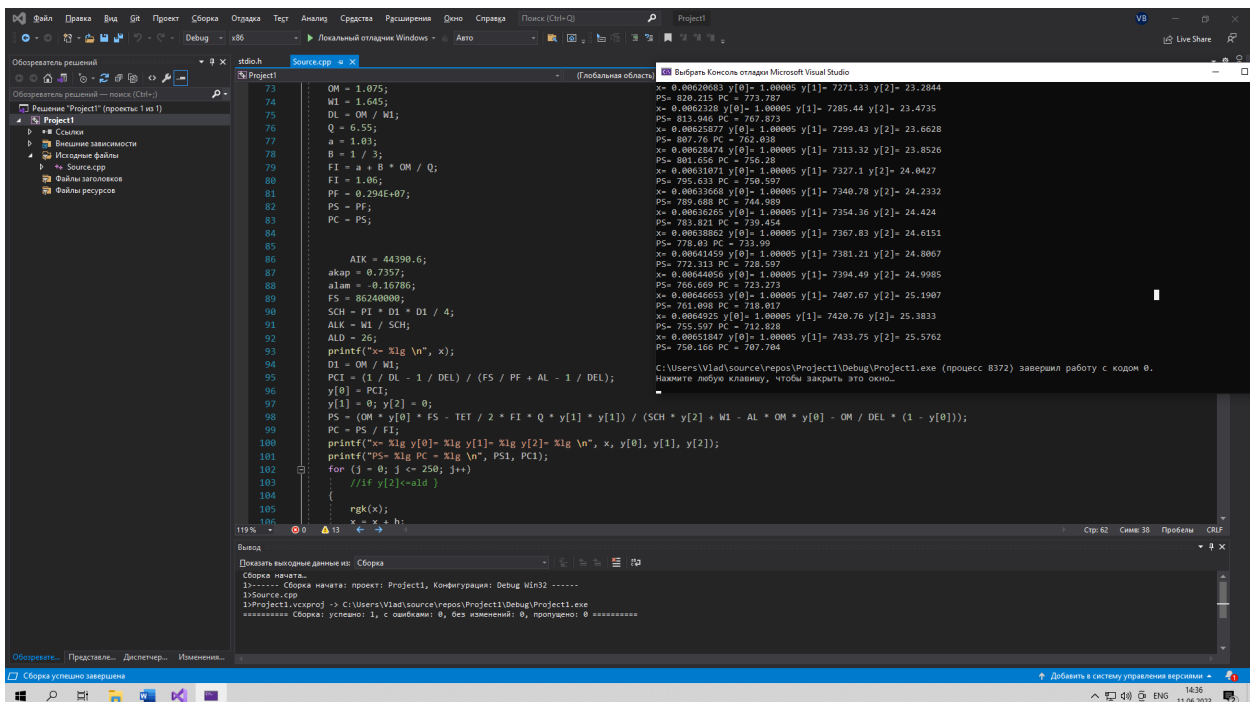 Файл Правка Вид Git Проект Сборка Отладка Тест Анализ Средства Расширения Окно Справка Поиск (Ctrl+Q) Project1 VB
Debug x86 Локальный отладчик Windows Авто Live Share
Обозреватель решений
Обозреватель решений — поиск (Ctrl+;)
Решение "Project1" (проекты: 1 из 1)
Project1
Ссылки
Внешние зависимости
Исходные файлы
Source.cpp
Файлы заголовков
Файлы ресурсов
Обозревате... Представле... Диспетчер... Изменения...
stdio.h Source.cpp
Project1 (Глобальная область)
73 OM = 1.075;
74 W1 = 1.645;
75 DL = OM / W1;
76 Q = 6.55;
77 a = 1.03;
78 B = 1 / 3;
79 FI = a + B * OM / Q;
80 FI = 1.06;
81 PF = 0.294E+07;
82 PS = PF;
83 PC = PS;
84
85
86 AIK = 44390.6;
87 akap = 0.7357;
88 alam = -0.16786;
89 FS = 86240000;
90 SCH = PI * D1 * D1 / 4;
91 ALK = W1 / SCH;
92 ALD = 26;
93 printf("x= %lg \n", x);
94 D1 = OM / W1;
95 PCI = (1 / DL - 1 / DEL) / (FS / PF + AL - 1 / DEL);
96 y[0] = PCI;
97 y[1] = 0; y[2] = 0;
98 PS = (OM * y[0] * FS - TET / 2 * FI * Q * y[1] * y[1]) / (SCH * y[2] + W1 - AL * OM * y[0] - OM / DEL * (1 - y[0]));
99 PC = PS / FI;
100 printf("x= %lg y[0]= %lg y[1]= %lg y[2]= %lg \n", x, y[0], y[1], y[2]);
101 printf("PS= %lg PC = %lg \n", PS1, PC1);
102 for (j = 0; j <= 250; j++)
103 //if y[2]<=ald }
104 {
105 rgk(x);
106 x = x + h;
119 % 0 13 Стр: 62 Симв: 38 Пробелы CRLF
Выбрать Консоль отладки Microsoft Visual Studio
x= 0.00620683 y[0]= 1.00005 y[1]= 7271.33 y[2]= 23.2844
PS= 820.215 PC = 773.787
x= 0.0062328 y[0]= 1.00005 y[1]= 7285.44 y[2]= 23.4735
PS= 813.946 PC = 767.873
x= 0.00625877 y[0]= 1.00005 y[1]= 7299.43 y[2]= 23.6628
PS= 807.76 PC = 762.038
x= 0.00628474 y[0]= 1.00005 y[1]= 7313.32 y[2]= 23.8526
PS= 801.656 PC = 756.28
x= 0.00631071 y[0]= 1.00005 y[1]= 7327.1 y[2]= 24.0427
PS= 795.633 PC = 750.597
x= 0.00633668 y[0]= 1.00005 y[1]= 7340.78 y[2]= 24.2332
PS= 789.688 PC = 744.989
x= 0.00636265 y[0]= 1.00005 y[1]= 7354.36 y[2]= 24.424
PS= 783.821 PC = 739.454
x= 0.00638862 y[0]= 1.00005 y[1]= 7367.83 y[2]= 24.6151
PS= 778.03 PC = 733.99
x= 0.00641459 y[0]= 1.00005 y[1]= 7381.21 y[2]= 24.8067
PS= 772.313 PC = 728.597
x= 0.00644056 y[0]= 1.00005 y[1]= 7394.49 y[2]= 24.9985
PS= 766.669 PC = 723.273
x= 0.00646653 y[0]= 1.00005 y[1]= 7407.67 y[2]= 25.1907
PS= 761.098 PC = 718.017
x= 0.0064925 y[0]= 1.00005 y[1]= 7420.76 y[2]= 25.3833
PS= 755.597 PC = 712.828
x= 0.00651847 y[0]= 1.00005 y[1]= 7433.75 y[2]= 25.5762
PS= 750.166 PC = 707.704
C:\Users\Vlad\source\repos\Project1\Debug\Project1.exe (процесс 8372) завершил работу с кодом 0.
Нажмите любую клавишу, чтобы закрыть это окно…
Вывод
Показать выходные данные из: Сборка
Сборка начата…
1>------ Сборка начата: проект: Project1, Конфигурация: Debug Win32 ------
1>Source.cpp
1>Project1.vcxproj -> C:\Users\Vlad\source\repos\Project1\Debug\Project1.exe
========== Сборка: успешно: 1, с ошибками: 0, без изменений: 0, пропущено: 0 ==========
Сборка успешно завершена Добавить в систему управления версиями 1
ENG 14:36
11.06.2023